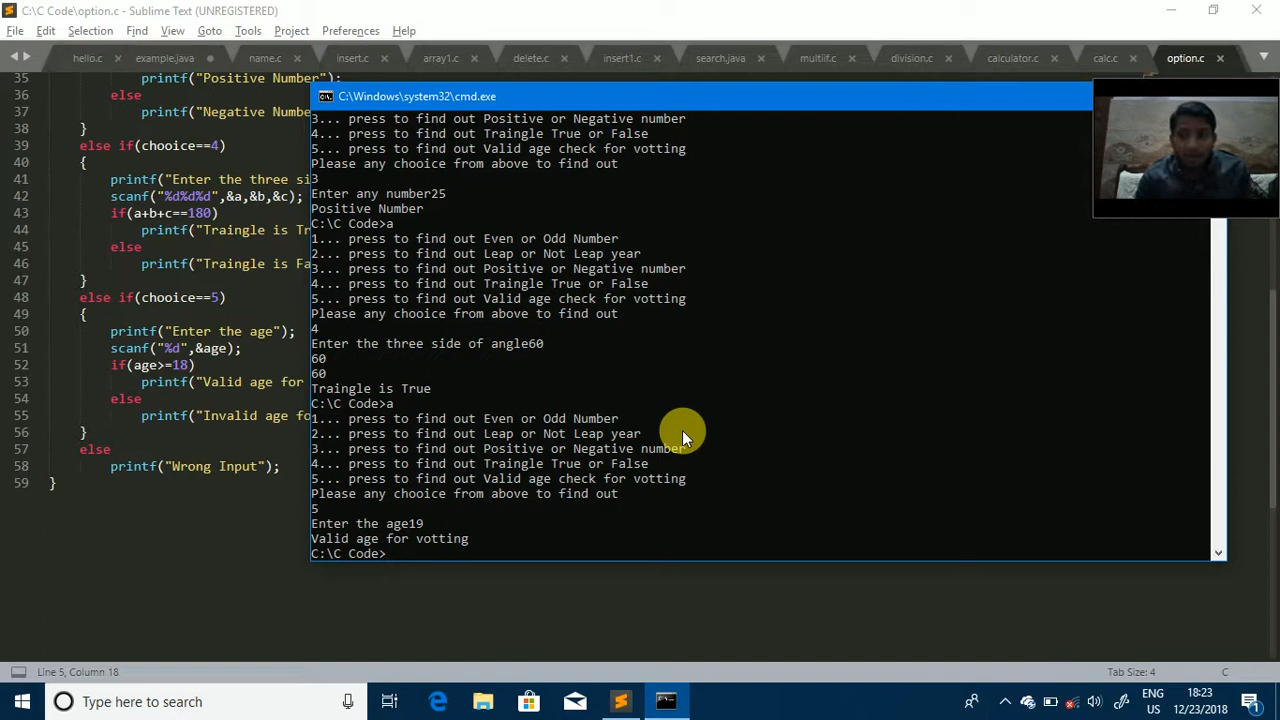 C:\C Code\option.c - Sublime Text (UNREGISTERED)
File Edit Selection Find View Goto Tools Project Preferences Help
hello.c example.java name.c insert.c array1.c delete.c insert1.c search.java multiif.c division.c calculator.c calc.c option.c
35 printf("Positive Number");
36 else
37 printf("Negative Numbe
38 }
39 else if(chooice==4)
40 {
41 printf("Enter the three si
42 scanf("%d%d%d",&a,&b,&c);
43 if(a+b+c==180)
44 printf("Traingle is Tr
45 else
46 printf("Traingle is Fa
47 }
48 else if(chooice==5)
49 {
50 printf("Enter the age");
51 scanf("%d",&age);
52 if(age>=18)
53 printf("Valid age for
54 else
55 printf("Invalid age fo
56 }
57 else
58 printf("Wrong Input");
59 }
C:\Windows\system32\cmd.exe
3... press to find out Positive or Negative number
4... press to find out Traingle True or False
5... press to find out Valid age check for votting
Please any chooice from above to find out
3
Enter any number25
Positive Number
C:\C Code>a
1... press to find out Even or Odd Number
2... press to find out Leap or Not Leap year
3... press to find out Positive or Negative number
4... press to find out Traingle True or False
5... press to find out Valid age check for votting
Please any chooice from above to find out
4
Enter the three side of angle60
60
60
Traingle is True
C:\C Code>a
1... press to find out Even or Odd Number
2... press to find out Leap or Not Leap year
3... press to find out Positive or Negative number
4... press to find out Traingle True or False
5... press to find out Valid age check for votting
Please any chooice from above to find out
5
Enter the age19
Valid age for votting
C:\C Code>
Line 5, Column 18
Tab Size: 4
C
Type here to search
ENG
US
18:23
12/23/2018
1